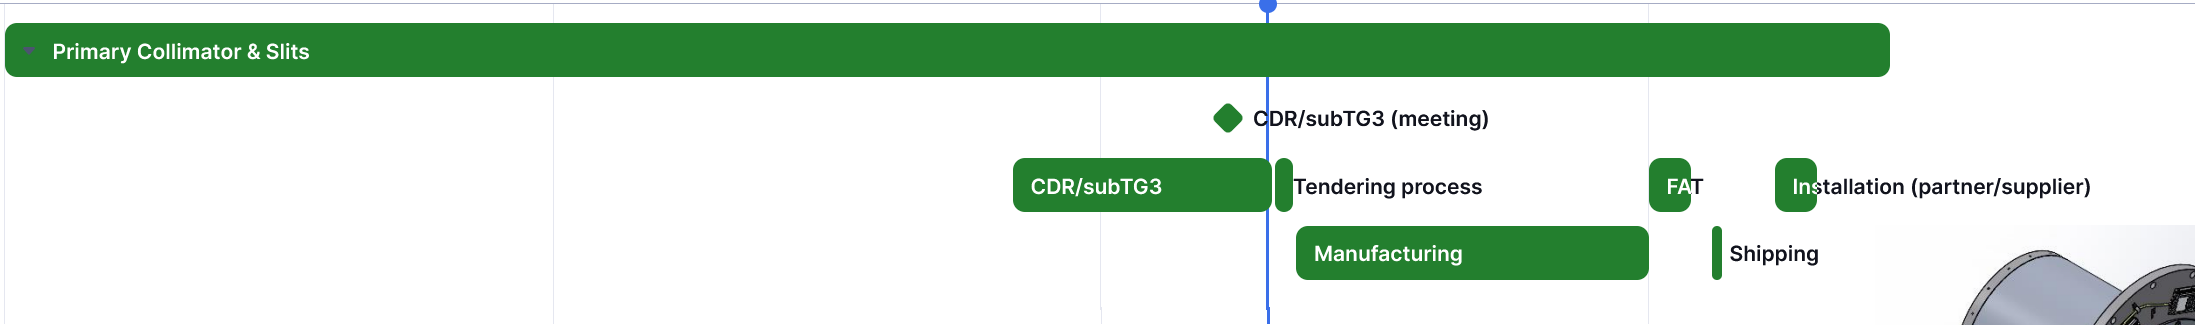 Primary Collimator & Slits
CDR/subTG3 (meeting)
CDR/subTG3
Tendering process
FAT
Installation (partner/supplier)
Manufacturing
Shipping